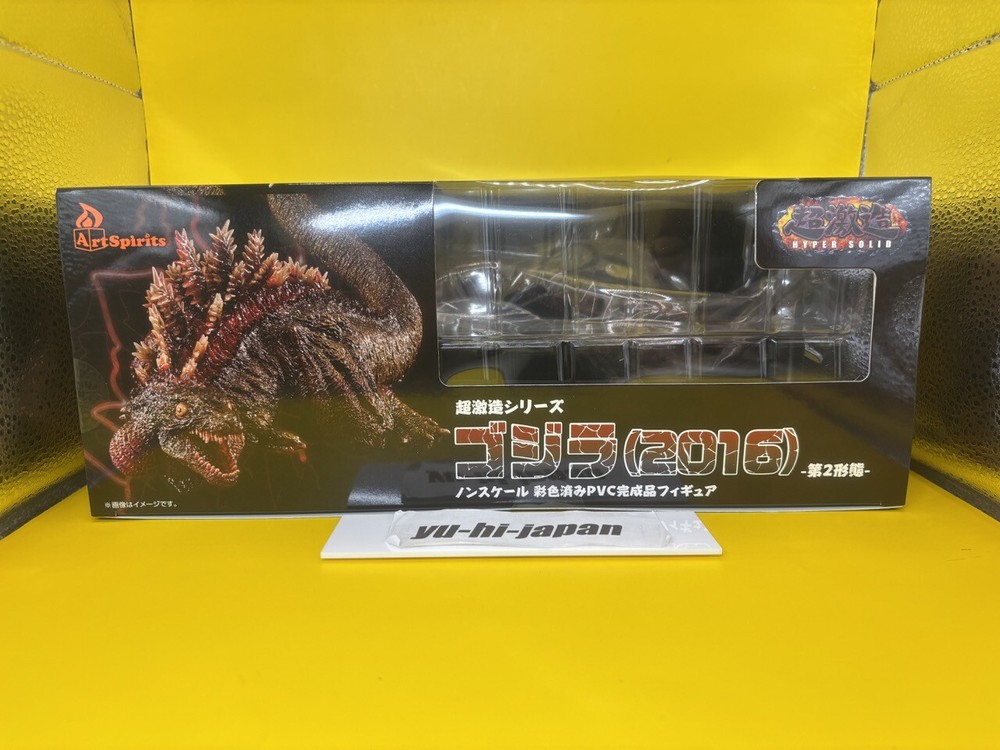 ArtSpirits
超激造
HYPER SOLID
超激造シリーズ
ゴジラ(2016)
-第2形態-
ノンスケール 彩色済みPVC完成品フィギュア
※画像はイメージです。
yu-hi-japan